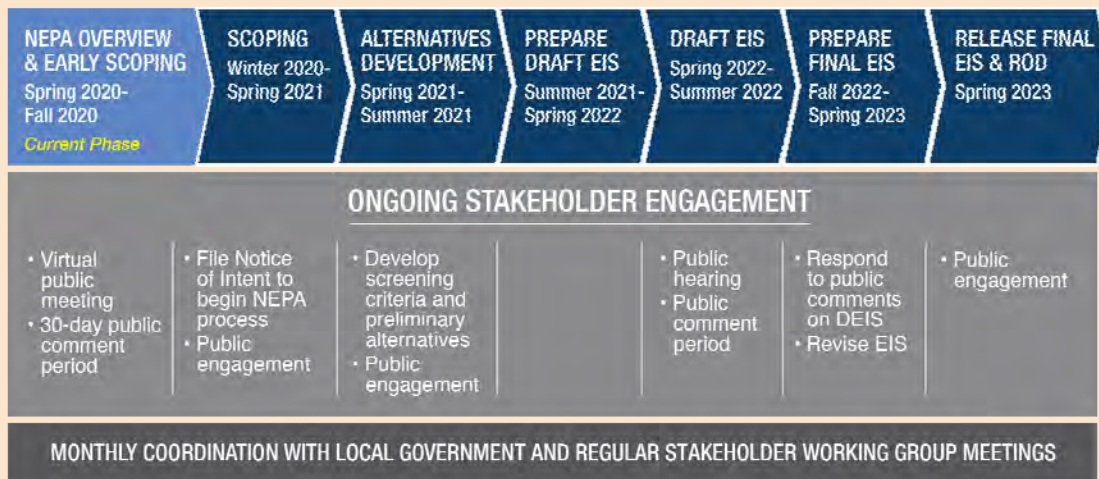 NEPA OVERVIEW
& EARLY SCOPING
Spring 2020-
Fall 2020
Current Phase
SCOPING
Winter 2020-
Spring 2021
ALTERNATIVES
DEVELOPMENT
Spring 2021-
Summer 2021
PREPARE
DRAFT EIS
Summer 2021-
Spring 2022
DRAFT EIS
Spring 2022-
Summer 2022
PREPARE
FINAL EIS
Fall 2022-
Spring 2023
RELEASE FINAL
EIS & ROD
Spring 2023
ONGOING STAKEHOLDER ENGAGEMENT
• Virtual
public
meeting
• 30-day public
comment
period
• File Notice
of Intent to
begin NEPA
process
• Public
engagement
• Develop
screening
criteria and
preliminary
alternatives
• Public
engagement
• Public
hearing
• Public
comment
period
• Respond
to public
comments
on DEIS
• Revise EIS
• Public
engagement
MONTHLY COORDINATION WITH LOCAL GOVERNMENT AND REGULAR STAKEHOLDER WORKING GROUP MEETINGS